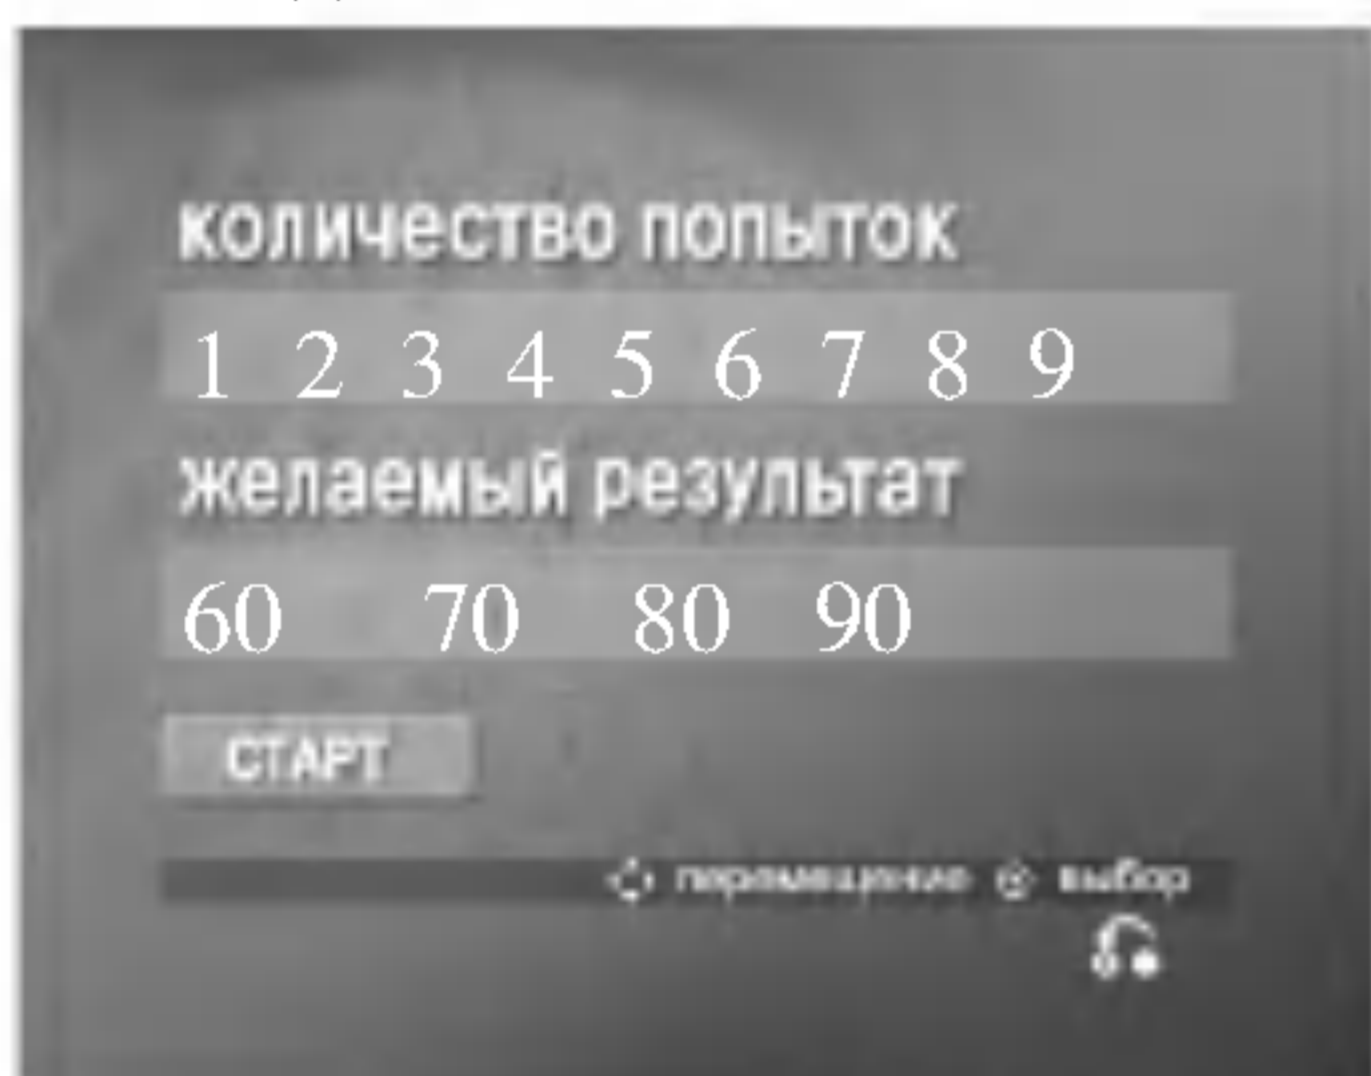 количество попыток
1 2 3 4 5 6 7 8 9
желаемый результат
60 70 80 90
СТАРТ
перемещение выбор